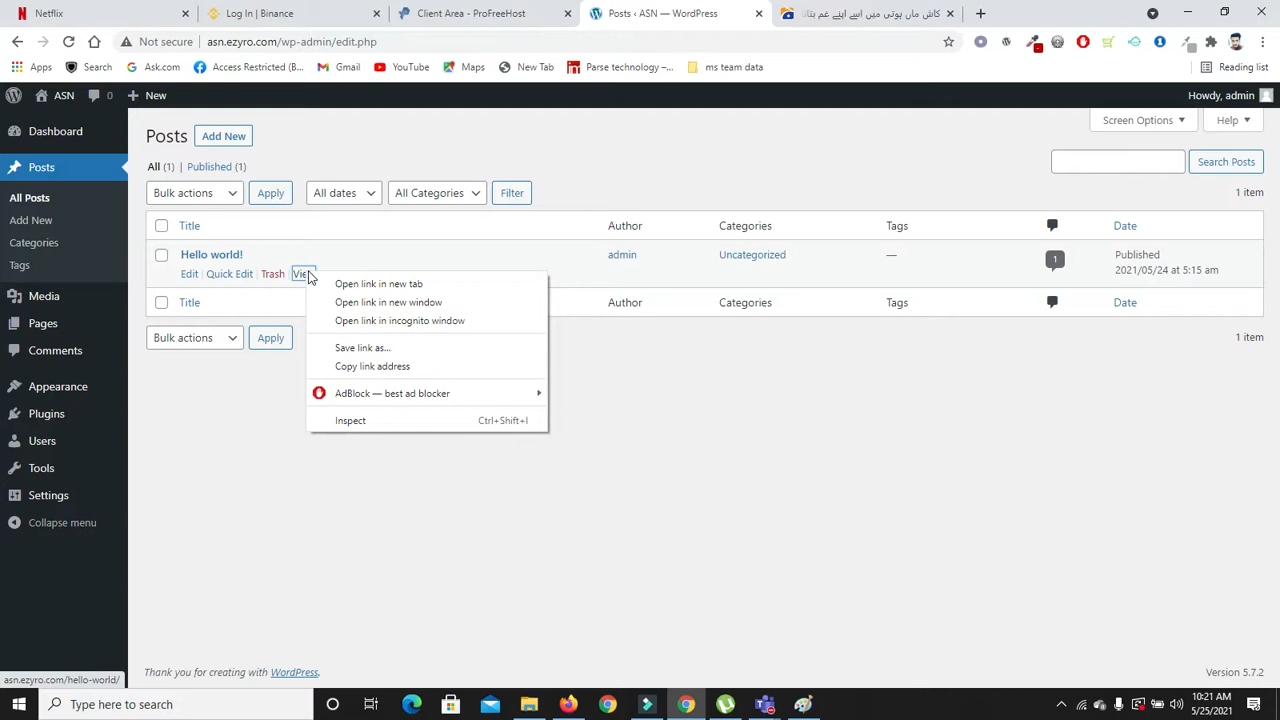 Netflix
Log In | Binance
Client Area - ProFreeHost
Posts ‹ ASN — WordPress
کاش ماں ہوتی میں اسے اپنے غم بتاتا
Not secure | asn.ezyro.com/wp-admin/edit.php
Apps
Search
Ask.com
Access Restricted (B...
Gmail
YouTube
Maps
New Tab
Parse technology –...
ms team data
Reading list
ASN
0
New
Howdy, admin
Dashboard
Posts
All Posts
Add New
Categories
Tags
Media
Pages
Comments
Appearance
Plugins
Users
Tools
Settings
Collapse menu
Screen Options
Help
Posts
Add New
All (1) | Published (1)
Search Posts
Bulk actions
Apply
All dates
All Categories
Filter
1 item
Title
Author
Categories
Tags
Date
Hello world!
Edit | Quick Edit | Trash |
admin
Uncategorized
—
1
Published
2021/05/24 at 5:15 am
Title
Author
Categories
Tags
Date
Bulk actions
Apply
1 item
Open link in new tab
Open link in new window
Open link in incognito window
Save link as...
Copy link address
AdBlock — best ad blocker
Inspect
Ctrl+Shift+I
Thank you for creating with WordPress.
Version 5.7.2
asn.ezyro.com/hello-world/
Type here to search
10:21 AM
5/25/2021